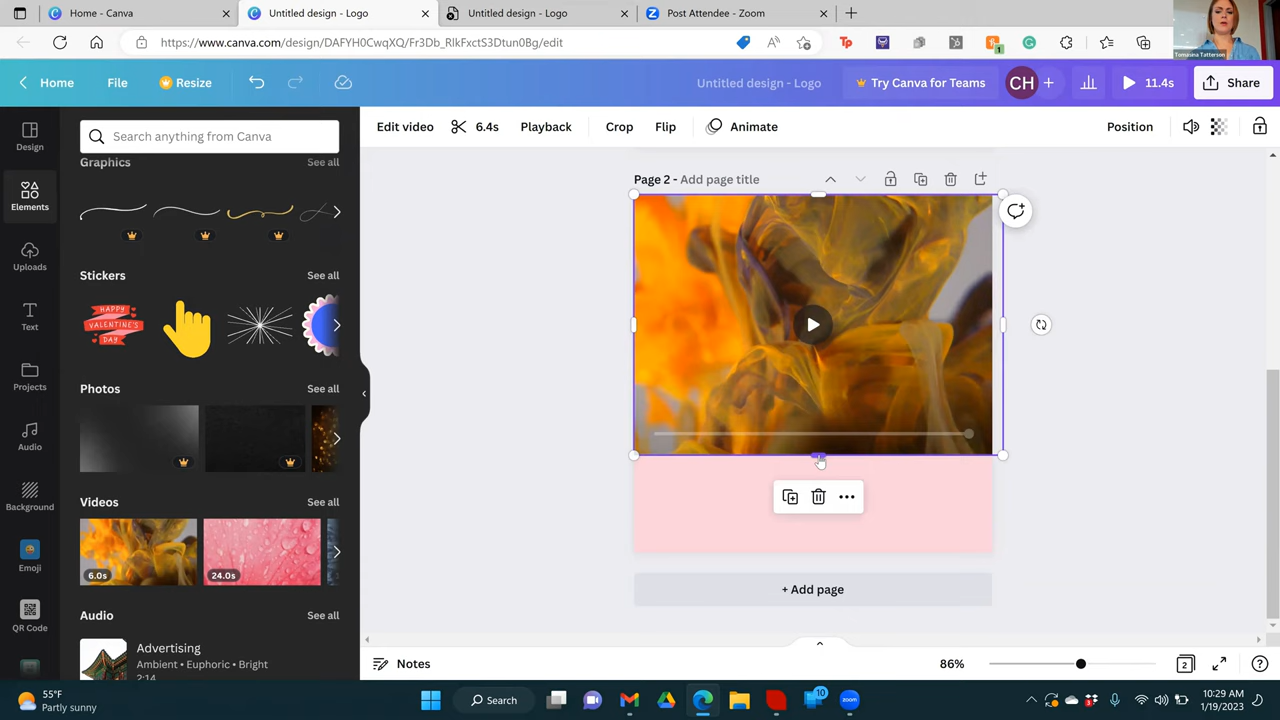 Home - Canva
Untitled design - Logo
Untitled design - Logo
Post Attendee - Zoom
https://www.canva.com/design/DAFYH0CwqXQ/Fr3Db_RlkFxctS3Dtun0Bg/edit
Tomasina Tatterson
Home
File
Resize
Untitled design - Logo
Try Canva for Teams
CH
11.4s
Share
Search anything from Canva
Edit video
6.4s
Playback
Crop
Flip
Animate
Position
Design
Elements
Uploads
Text
Projects
Audio
Background
Emoji
QR Code
Graphics
See all
Stickers
See all
HAPPY
VALENTINE'S
DAY
Photos
See all
Videos
See all
6.0s
24.0s
Audio
See all
Advertising
Ambient • Euphoric • Bright
2:14
Page 2 - Add page title
+ Add page
Notes
86%
2
55°F
Partly sunny
Search
10
10:29 AM
1/19/2023